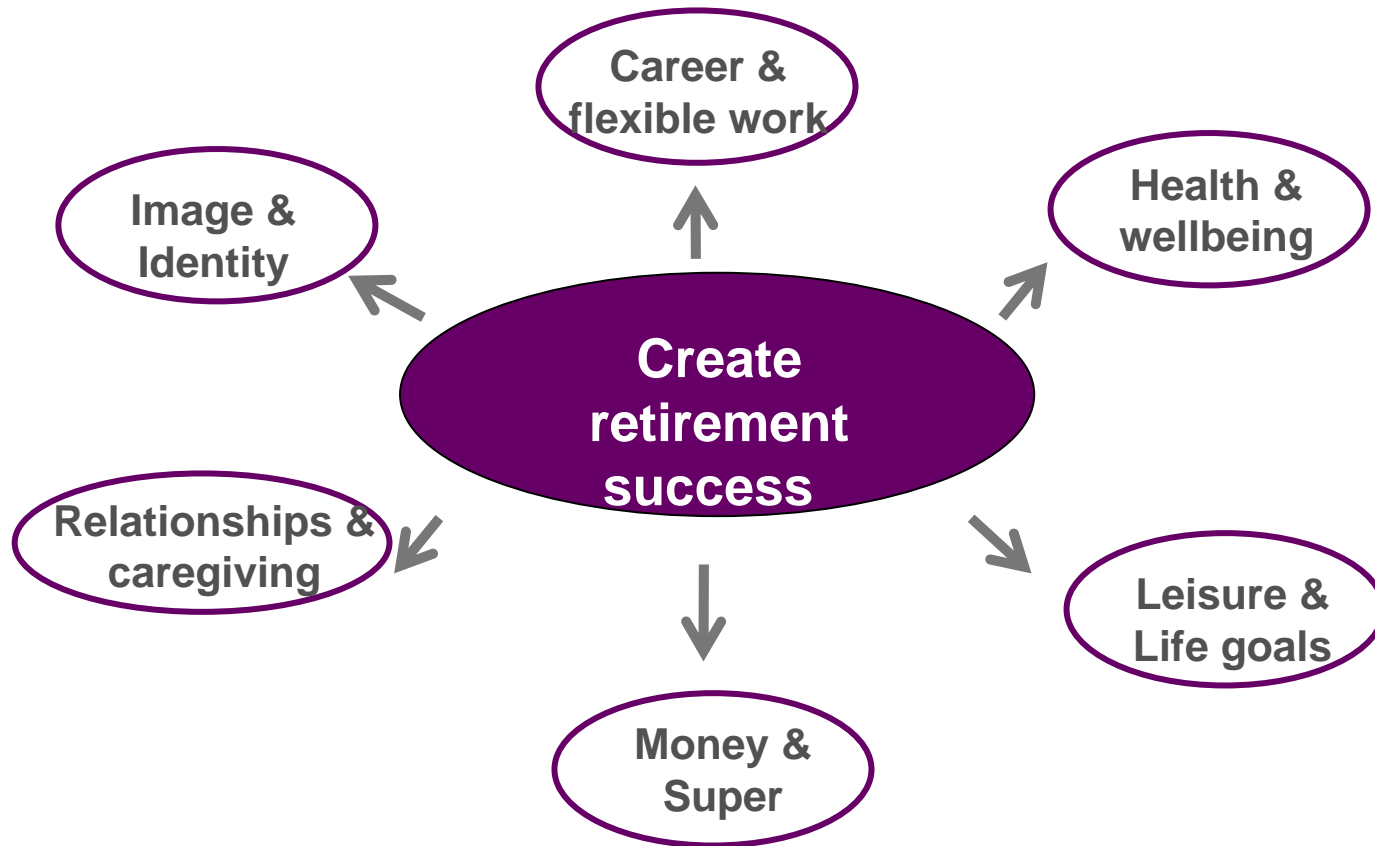 Career &
flexible work
Image &
Identity
Health &
wellbeing
Create
retirement
success
Relationships &
caregiving
Leisure &
Life goals
Money &
Super